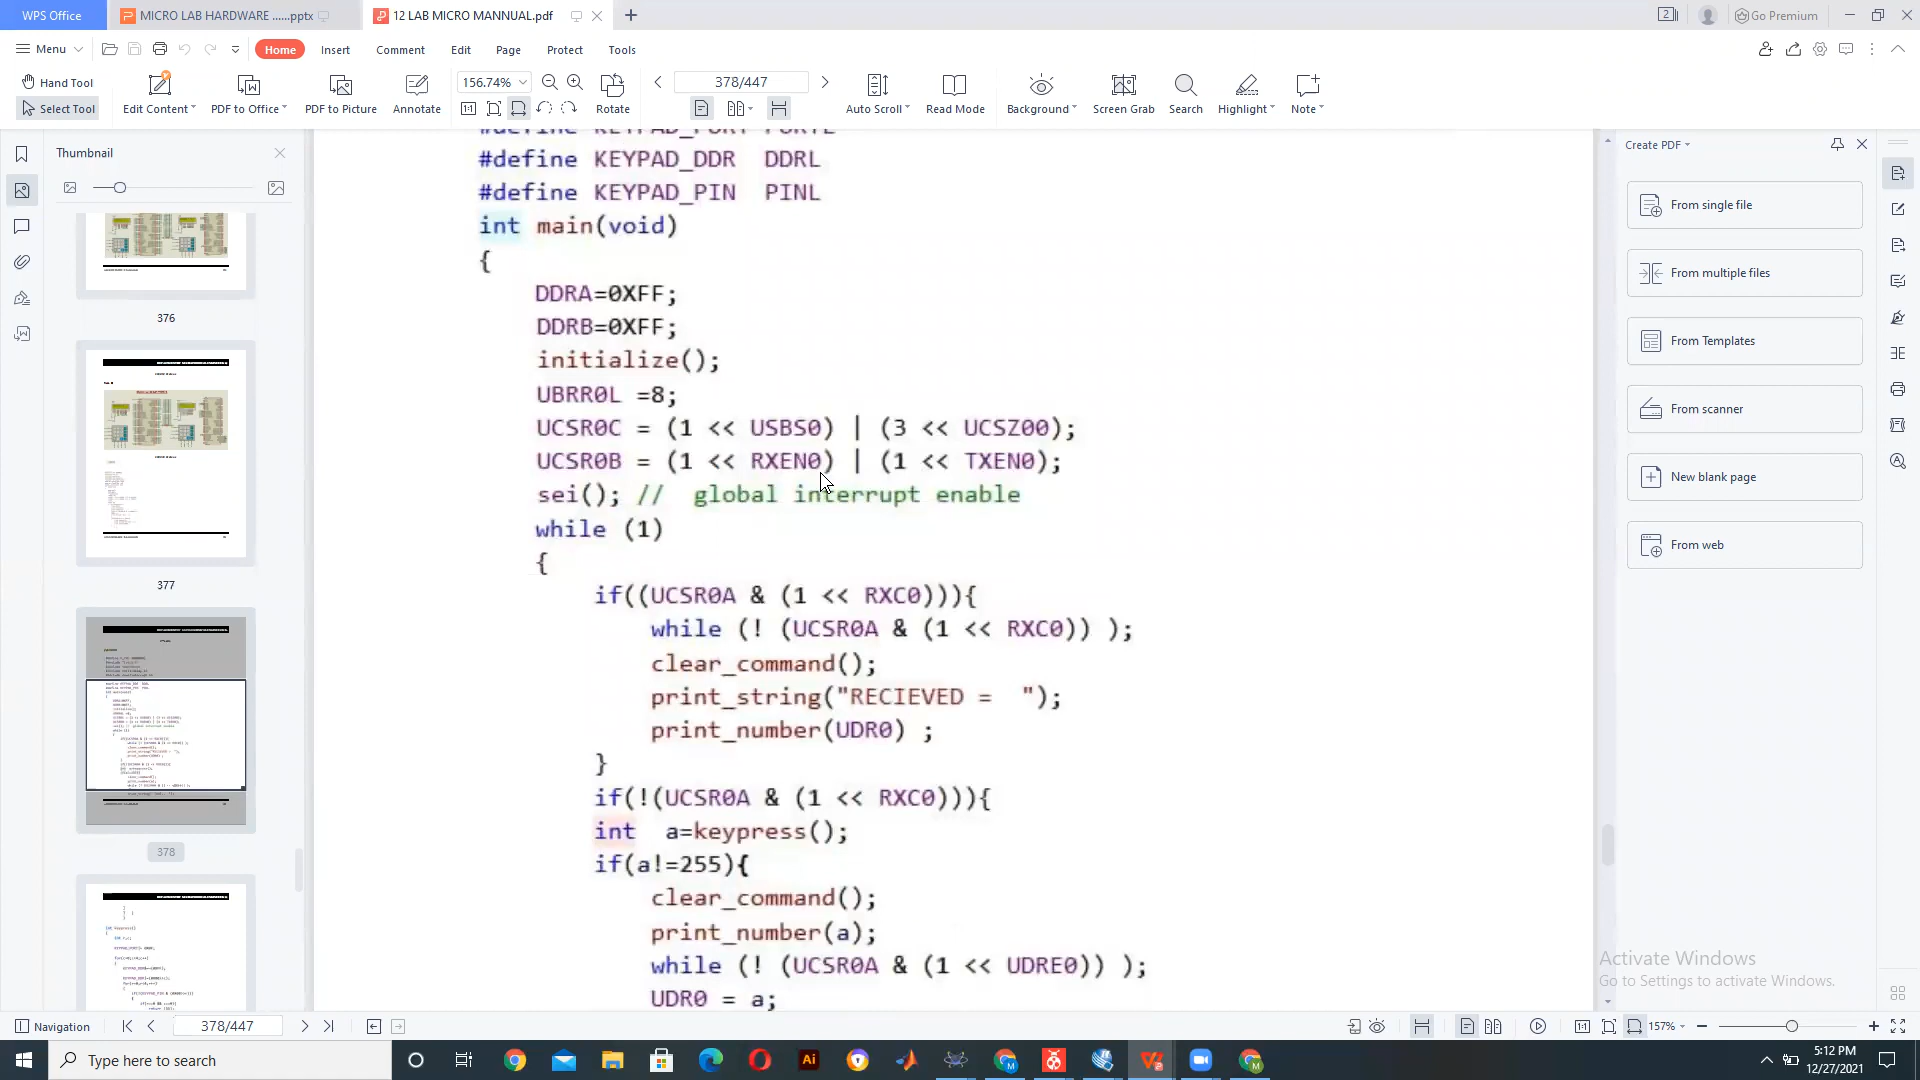 WPS Office
MICRO LAB HARDWARE ......pptx
12 LAB MICRO MANNUAL.pdf
Go Premium
Menu
Home
Insert
Comment
Edit
Page
Protect
Tools
Hand Tool
Select Tool
Edit Content
PDF to Office
PDF to Picture
Annotate
156.74%
Rotate
378/447
Auto Scroll
Read Mode
Background
Screen Grab
Search
Highlight
Note
Thumbnail
376
377
378
#define KEYPAD_PORT PORTL
#define KEYPAD_DDR DDRL
#define KEYPAD_PIN PINL
int main(void)
{
DDRA=0XFF;
DDRB=0XFF;
initialize();
UBRR0L =8;
UCSR0C = (1 << USBS0) | (3 << UCSZ00);
UCSR0B = (1 << RXEN0) | (1 << TXEN0);
sei(); // global interrupt enable
while (1)
{
if((UCSR0A & (1 << RXC0))){
while (! (UCSR0A & (1 << RXC0)) );
clear_command();
print_string("RECIEVED =  ");
print_number(UDR0) ;
}
if(!(UCSR0A & (1 << RXC0))){
int a=keypress();
if(a!=255){
clear_command();
print_number(a);
while (! (UCSR0A & (1 << UDRE0)) );
UDR0 = a;
Create PDF
From single file
From multiple files
From Templates
From scanner
New blank page
From web
Activate Windows
Go to Settings to activate Windows.
Navigation
378/447
157%
Type here to search
5:12 PM
12/27/2021